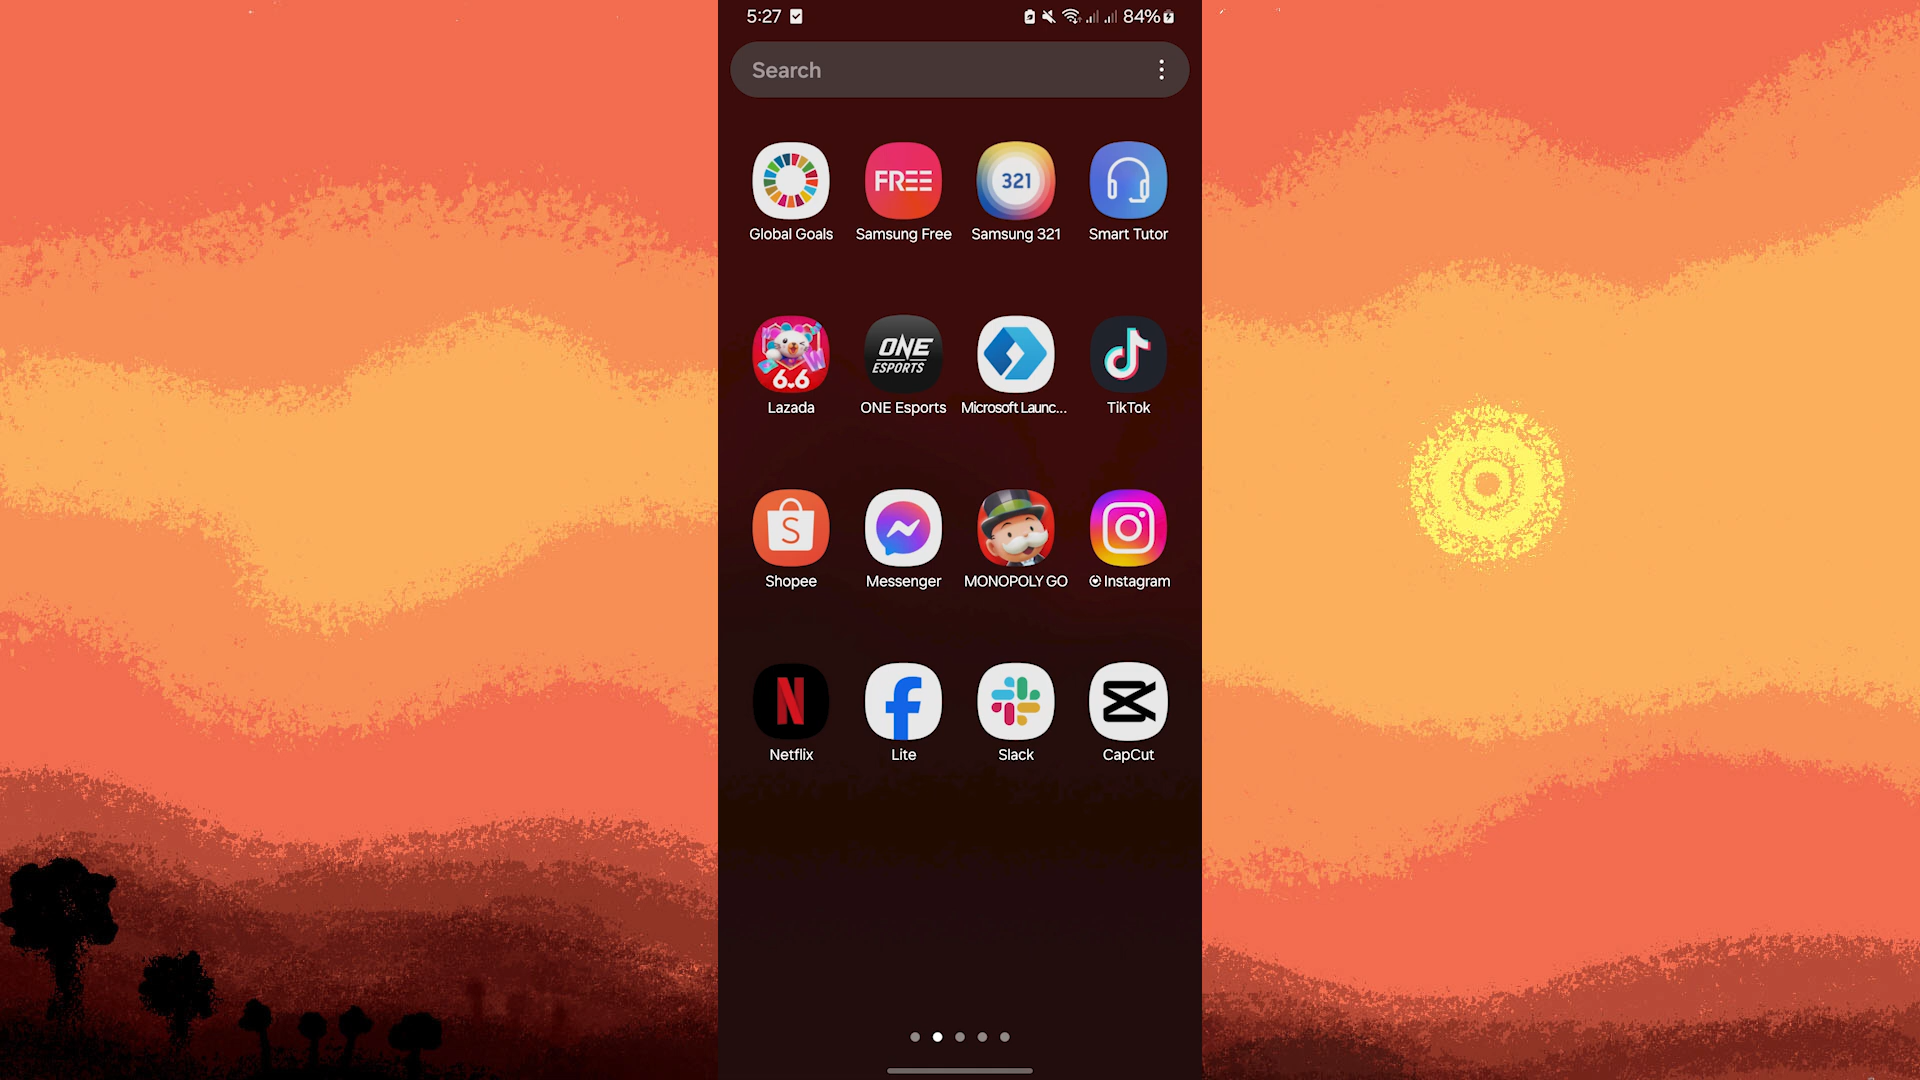 5:27 84%
Search
FREE 321
Global Goals Samsung Free Samsung 321 Smart Tutor
6.6 ONE ESPORTS
Lazada ONE Esports Microsoft Launc... TikTok
S
Shopee Messenger MONOPOLY GO Instagram
N f
Netflix Lite Slack CapCut